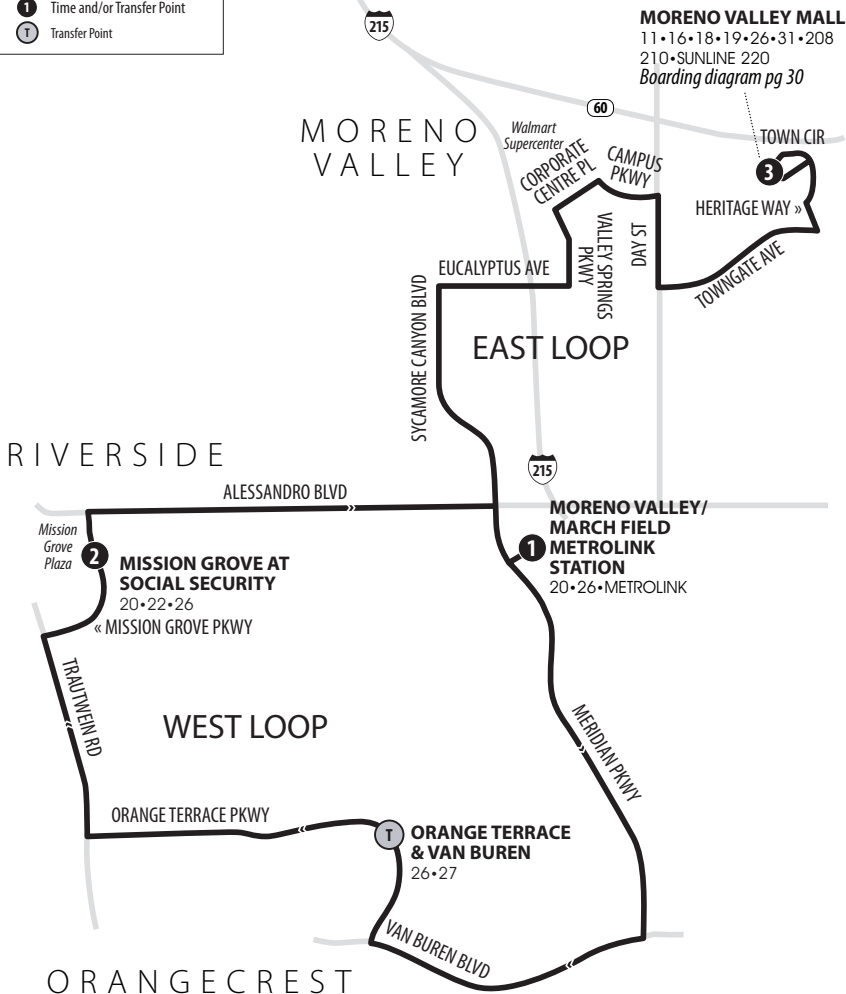 1 Time and/or Transfer Point
T Transfer Point
215
MORENO VALLEY MALL
11•16•18•19•26•31•208
210•SUNLINE 220
Boarding diagram pg 30
60
MORENO
VALLEY
Walmart
Supercenter
CORPORATE
CENTRE PL
CAMPUS
PKWY
TOWN CIR
3
HERITAGE WAY »
VALLEY SPRINGS
PKWY
DAY ST
TOWNGATE AVE
EUCALYPTUS AVE
SYCAMORE CANYON BLVD
EAST LOOP
RIVERSIDE
215
ALESSANDRO BLVD
»
MORENO VALLEY/
MARCH FIELD
METROLINK
STATION
20•26•METROLINK
1
Mission
Grove
Plaza
2
MISSION GROVE AT
SOCIAL SECURITY
20•22•26
« MISSION GROVE PKWY
TRAUTWEIN RD
WEST LOOP
MERIDIAN PKWY
ORANGE TERRACE PKWY
T
ORANGE TERRACE
& VAN BUREN
26•27
VAN BUREN BLVD
ORANGECREST